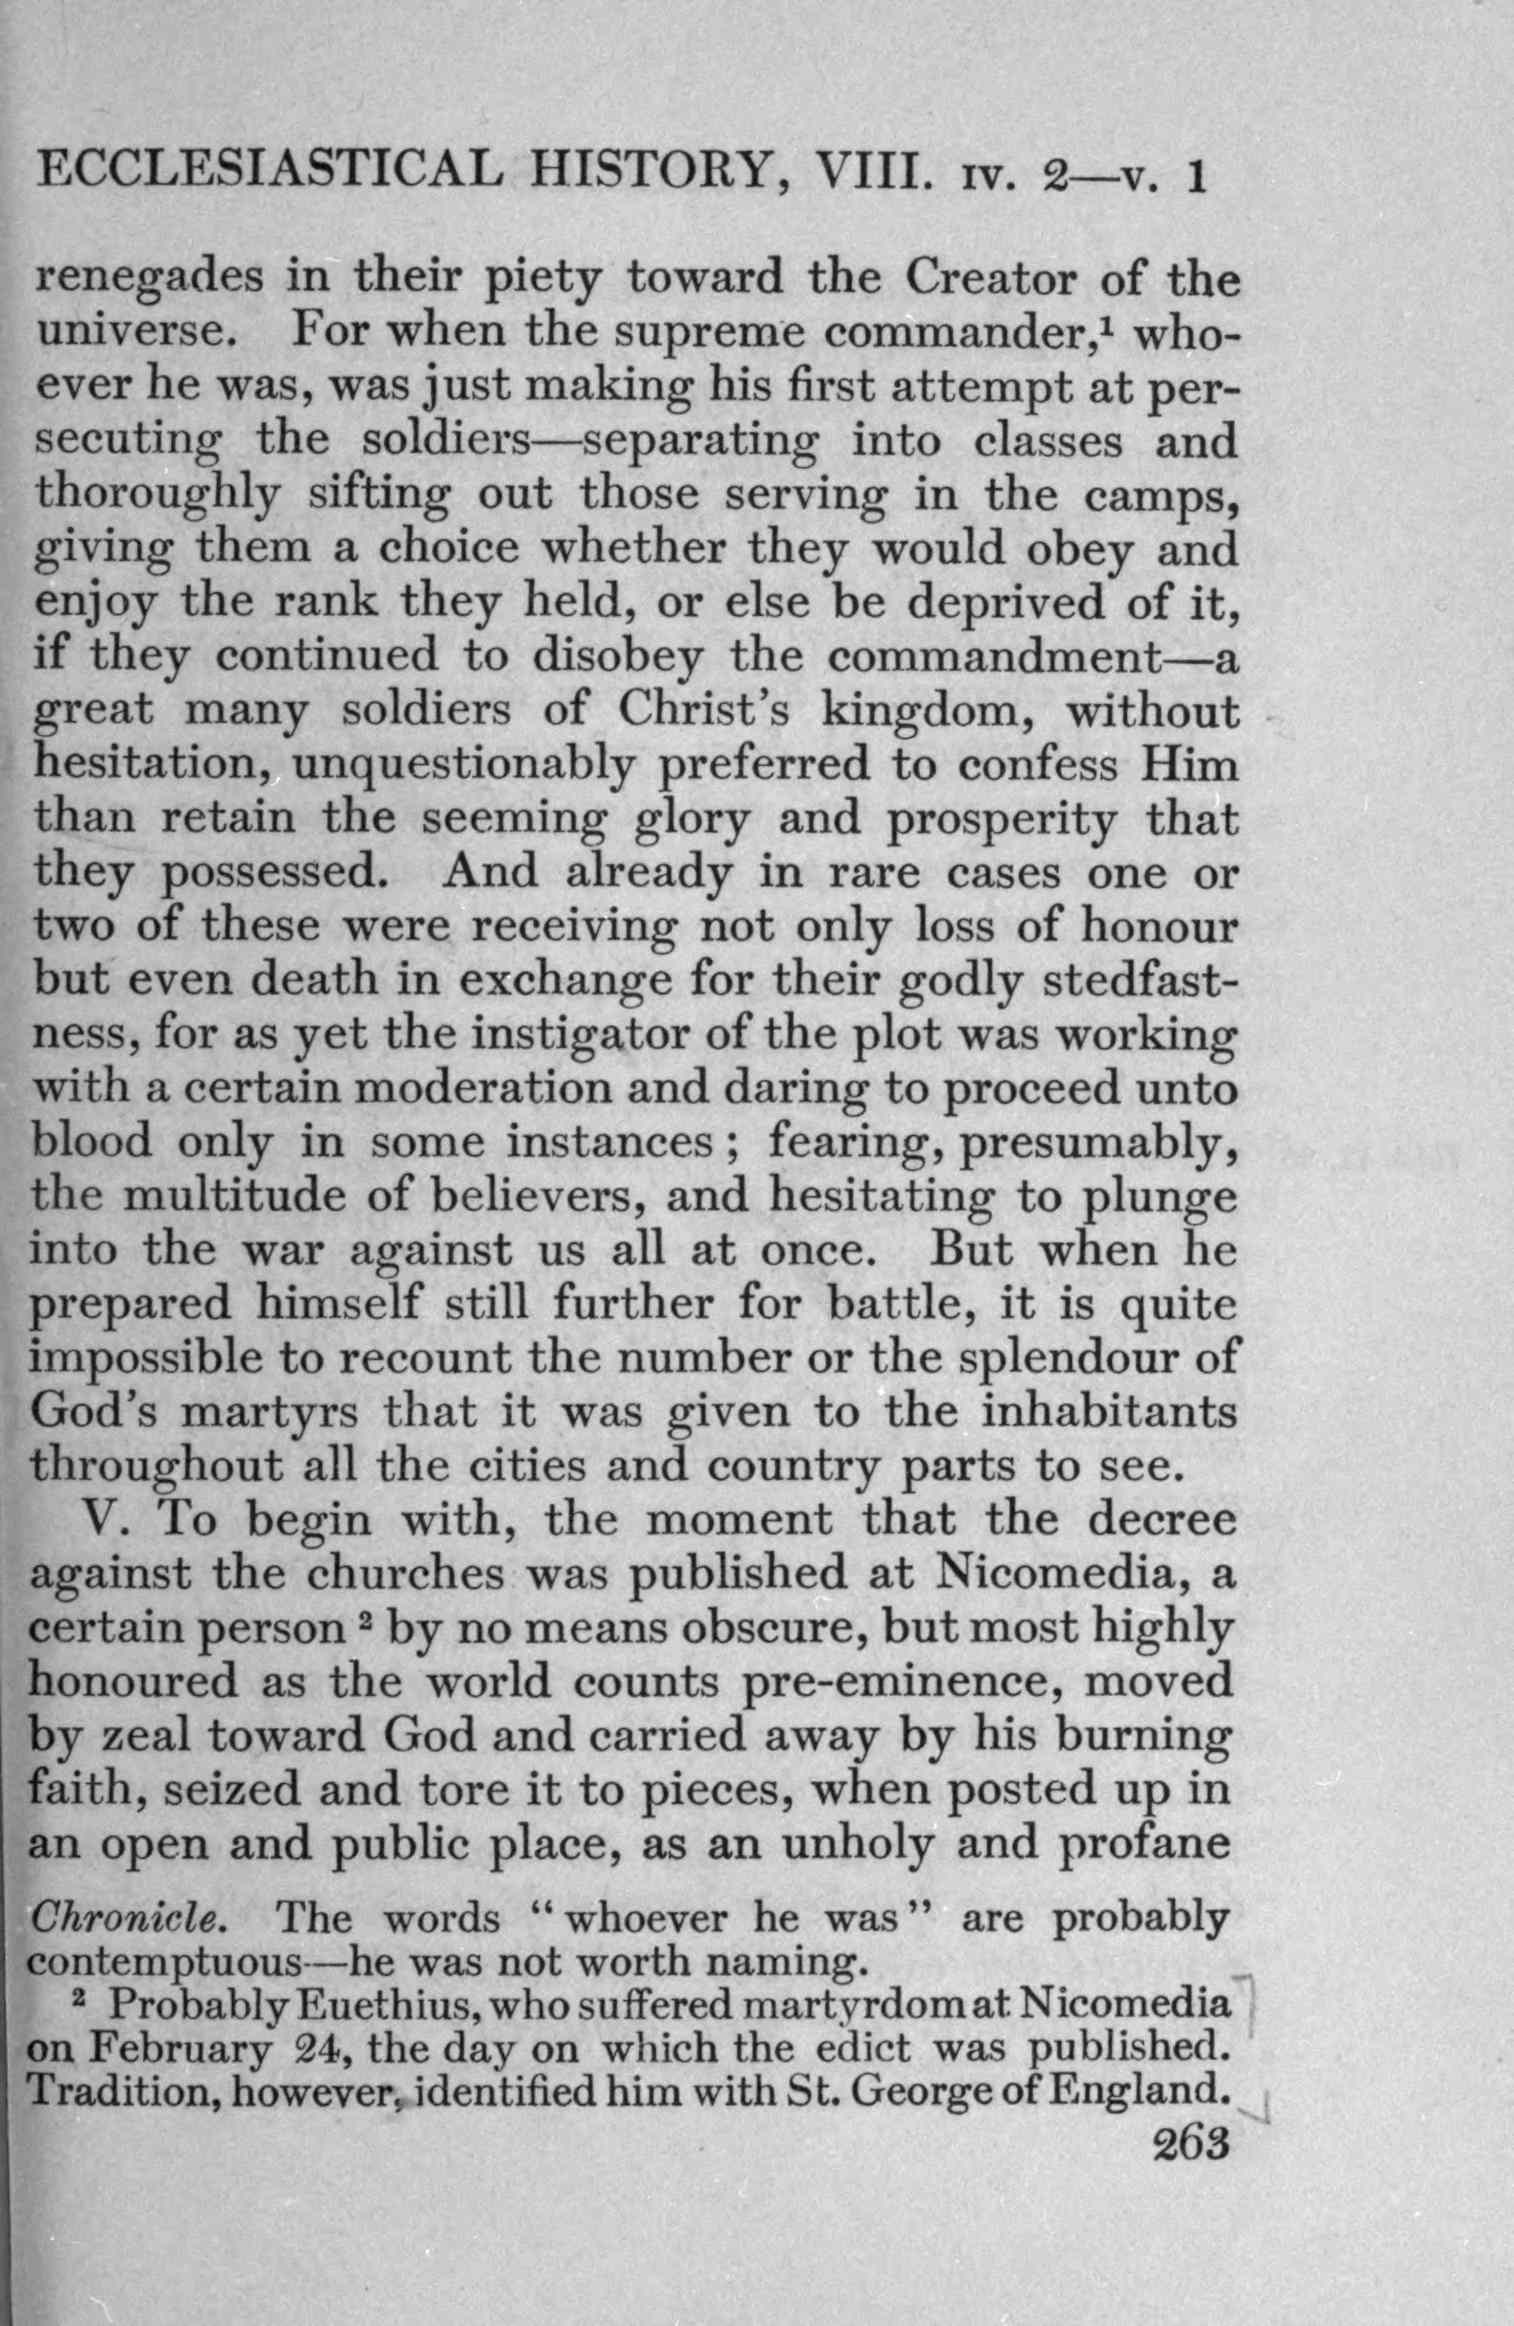 ECCLESIASTICAL HISTORY, VIII. IV. 2—V. 1
renegades in their piety toward the Creator of the
universe. For when the supreme commander,¹ who-
ever he was, was just making his first attempt at per-
secuting the soldiers—separating into classes and
thoroughly sifting out those serving in the camps,
giving them a choice whether they would obey and
enjoy the rank they held, or else be deprived of it,
if they continued to disobey the commandment—a
great many soldiers of Christ's kingdom, without
hesitation, unquestionably preferred to confess Him
than retain the seeming glory and prosperity that
they possessed. And already in rare cases one or
two of these were receiving not only loss of honour
but even death in exchange for their godly stedfast-
ness, for as yet the instigator of the plot was working
with a certain moderation and daring to proceed unto
blood only in some instances ; fearing, presumably,
the multitude of believers, and hesitating to plunge
into the war against us all at once. But when he
prepared himself still further for battle, it is quite
impossible to recount the number or the splendour of
God's martyrs that it was given to the inhabitants
throughout all the cities and country parts to see.
V. To begin with, the moment that the decree
against the churches was published at Nicomedia, a
certain person ² by no means obscure, but most highly
honoured as the world counts pre-eminence, moved
by zeal toward God and carried away by his burning
faith, seized and tore it to pieces, when posted up in
an open and public place, as an unholy and profane
Chronicle. The words “whoever he was” are probably
contemptuous—he was not worth naming.
² Probably Euethius, who suffered martyrdom at Nicomedia
on February 24, the day on which the edict was published.
Tradition, however, identified him with St. George of England.
263